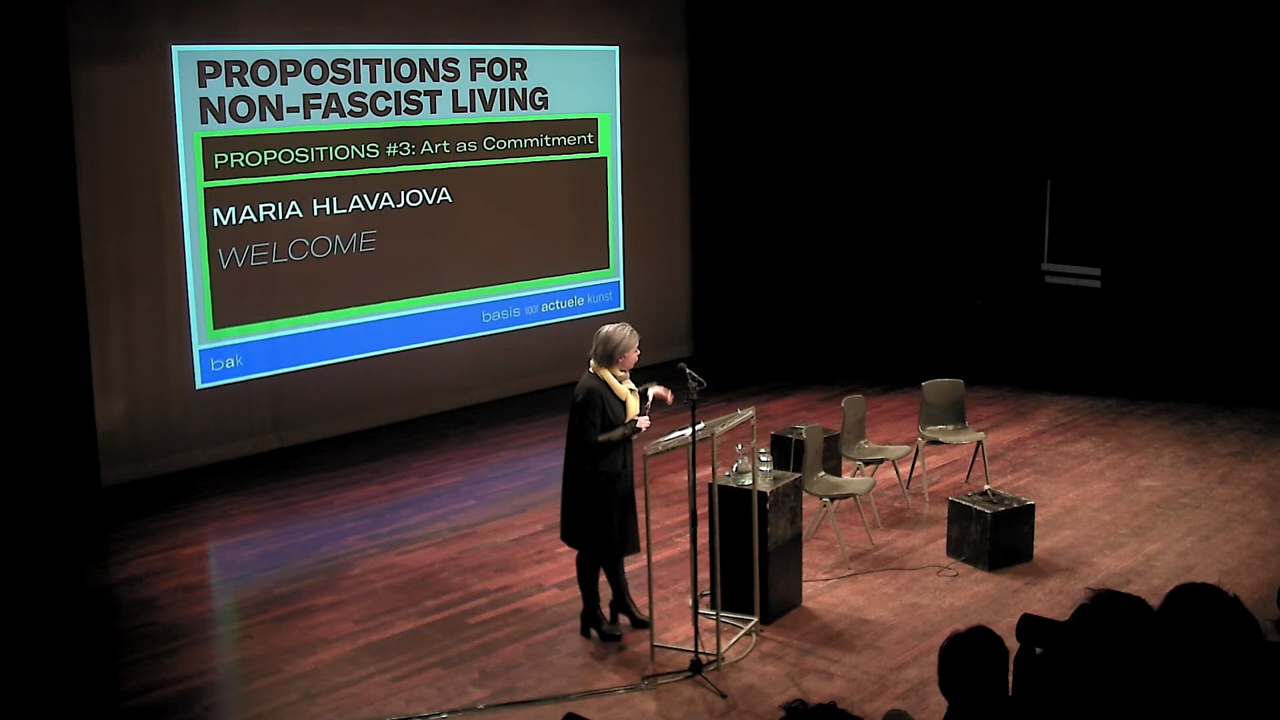 PROPOSITIONS FOR
NON-FASCIST LIVING
PROPOSITIONS #3: Art as Commitment
MARIA HLAVAJOVA
WELCOME
bak
basis voor actuele kunst